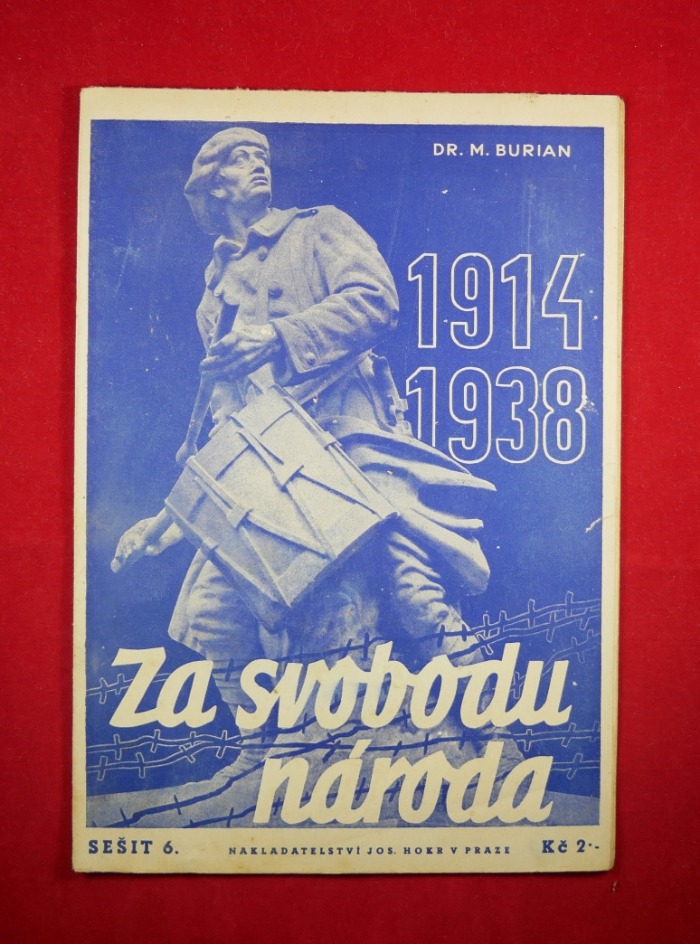 DR. M. BURIAN
1914
1938
Za svobodu
národa
SEŠIT 6.
NAKLADATELSTVÍ JOS. HOKR V PRAZE
Kč 2·-